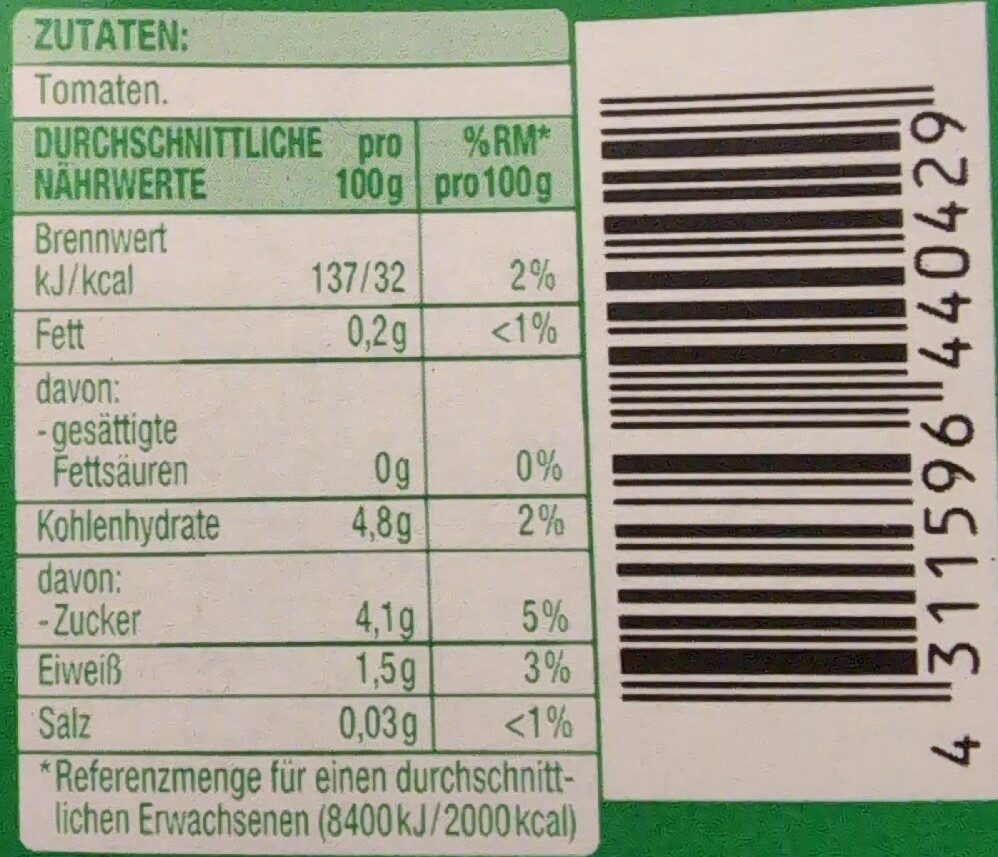 ZUTATEN:
Tomaten.
DURCHSCHNITTLICHE pro %RM*
NÄHRWERTE 100g pro 100g
Brennwert
kJ/kcal 137/32 2%
Fett 0,2g <1%
davon:
-gesättigte
Fettsäuren 0g 0%
Kohlenhydrate 4,8g 2%
davon:
-Zucker 4,1g 5%
Eiweiß 1,5g 3%
Salz 0,03g <1%
*Referenzmenge für einen durchschnitt-
lichen Erwachsenen (8400kJ/2000kcal)
4 311596 440429